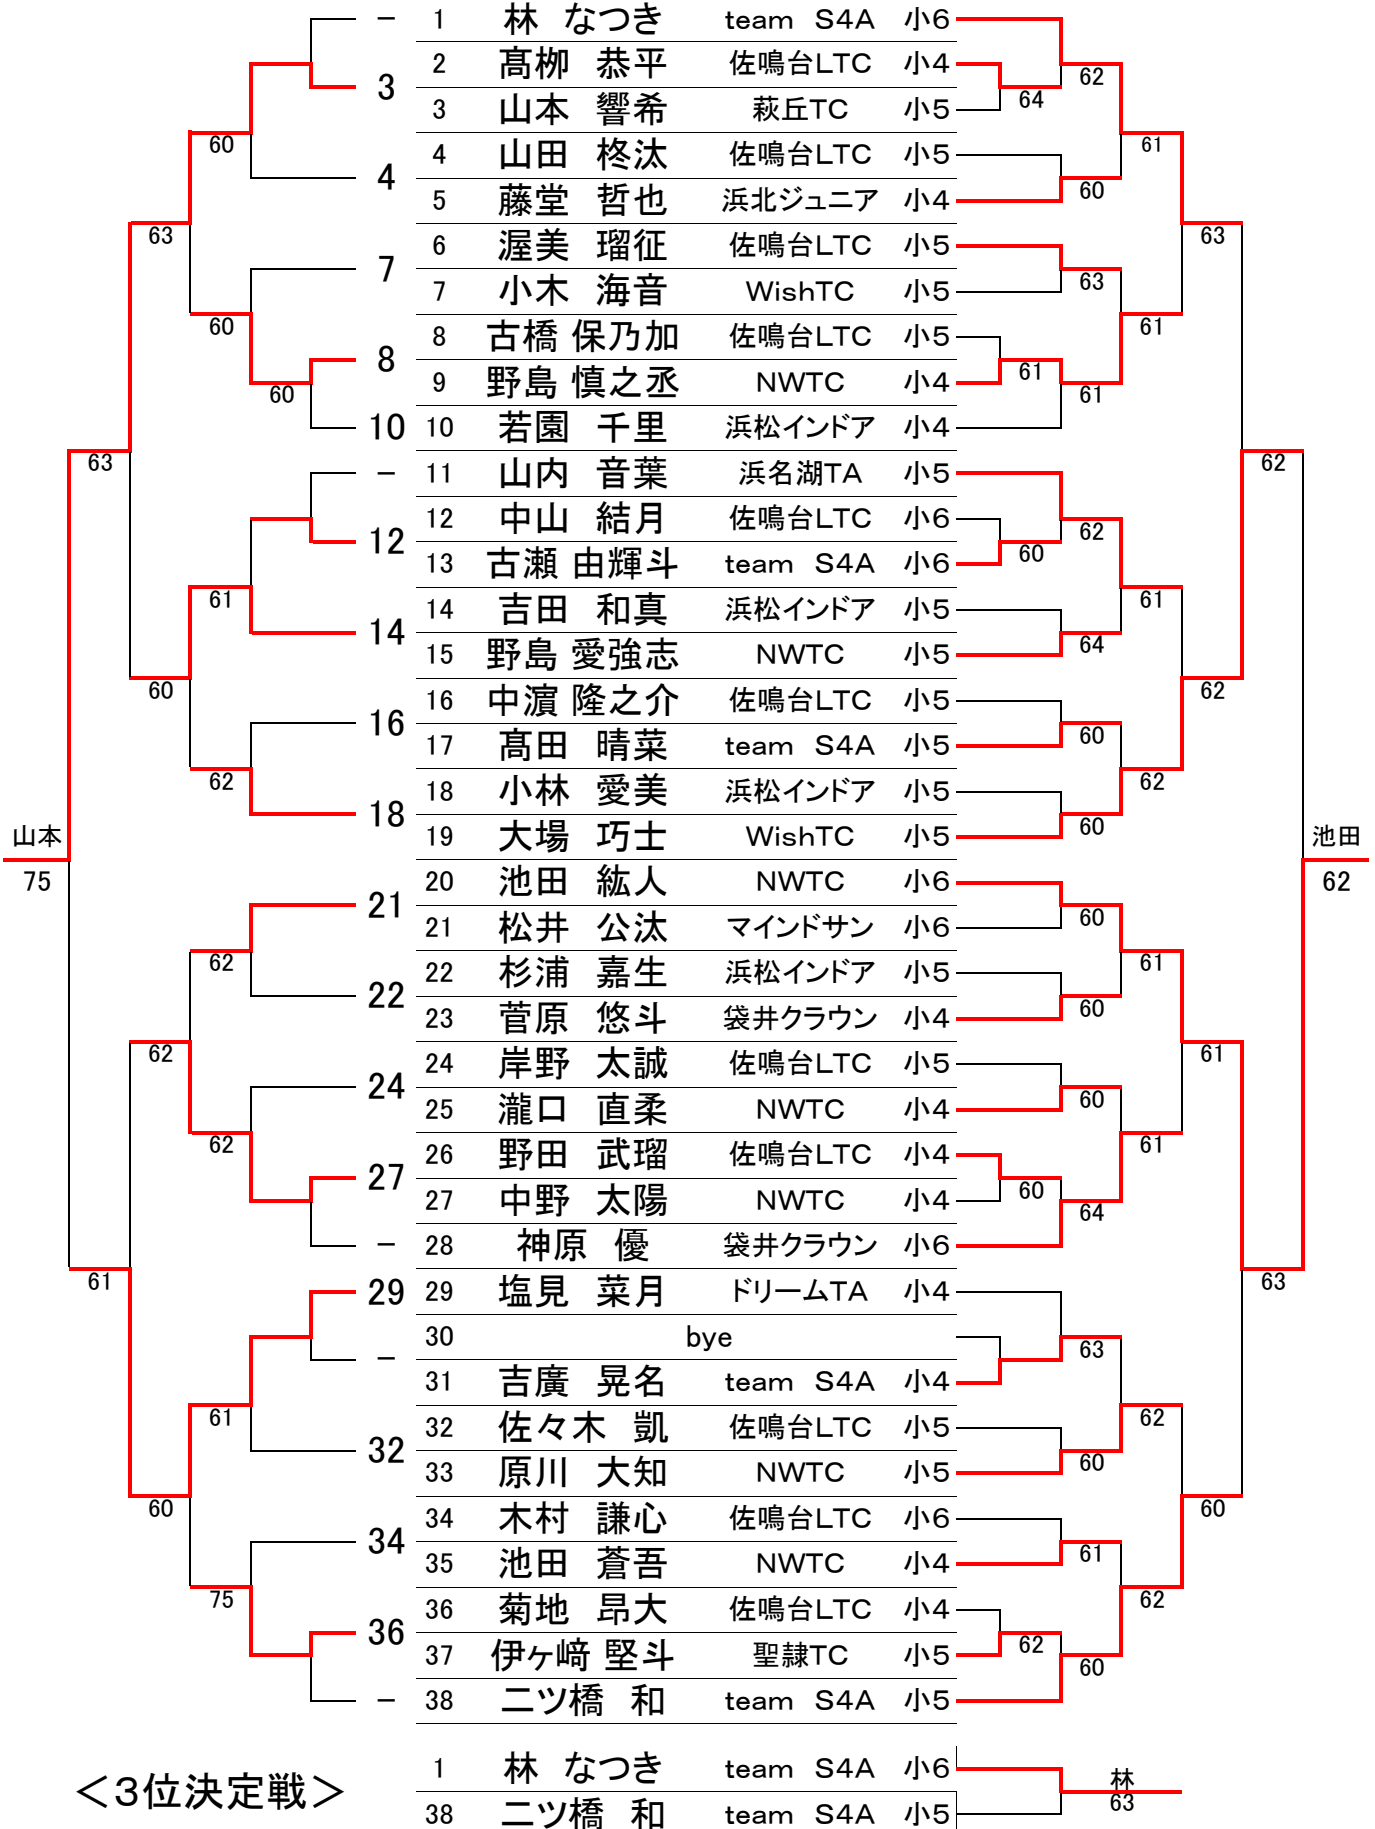 － 1 林 なつき team S4A 小6
2 髙栁 恭平 佐鳴台LTC 小4 62
3 64
3 山本 響希 萩丘TC 小5
60 61
4 山田 柊汰 佐鳴台LTC 小5
4 60
5 藤堂 哲也 浜北ジュニア 小4
63 63
6 渥美 瑠征 佐鳴台LTC 小5
7 63
7 小木 海音 WishTC 小5
60 61
8 古橋 保乃加 佐鳴台LTC 小5
8 61
9 野島 慎之丞 NWTC 小4
60 61
10 10 若園 千里 浜松インドア 小4
63 62
－ 11 山内 音葉 浜名湖TA 小5
12 中山 結月 佐鳴台LTC 小6 62
12 60
13 古瀬 由輝斗 team S4A 小6
61 61
14 吉田 和真 浜松インドア 小5
14 64
15 野島 愛強志 NWTC 小5
60 62
16 中濵 隆之介 佐鳴台LTC 小5
16 60
17 髙田 晴菜 team S4A 小5
62 62
18 小林 愛美 浜松インドア 小5
18 60
山本 19 大場 巧士 WishTC 小5 池田
75 20 池田 紘人 NWTC 小6 62
21 60
21 松井 公汰 マインドサン 小6
62 61
22 杉浦 嘉生 浜松インドア 小5
22 60
23 菅原 悠斗 袋井クラウン 小4
62 61
24 岸野 太誠 佐鳴台LTC 小5
24 60
25 瀧口 直柔 NWTC 小4
62 61
26 野田 武瑠 佐鳴台LTC 小4
27 60
27 中野 太陽 NWTC 小4 64
－ 28 神原 優 袋井クラウン 小6
61 63
29 29 塩見 菜月 ドリームTA 小4
30 bye 63
－
31 吉廣 晃名 team S4A 小4
61 62
32 佐々木 凱 佐鳴台LTC 小5
32 60
33 原川 大知 NWTC 小5
60 60
34 木村 謙心 佐鳴台LTC 小6
34 61
35 池田 蒼吾 NWTC 小4
75 62
36 菊地 昂大 佐鳴台LTC 小4
36 62
37 伊ヶ﨑 堅斗 聖隷TC 小5 60
－ 38 二ツ橋 和 team S4A 小5
＜3位決定戦＞
1 林 なつき team S4A 小6
林
63
38 二ツ橋 和 team S4A 小5